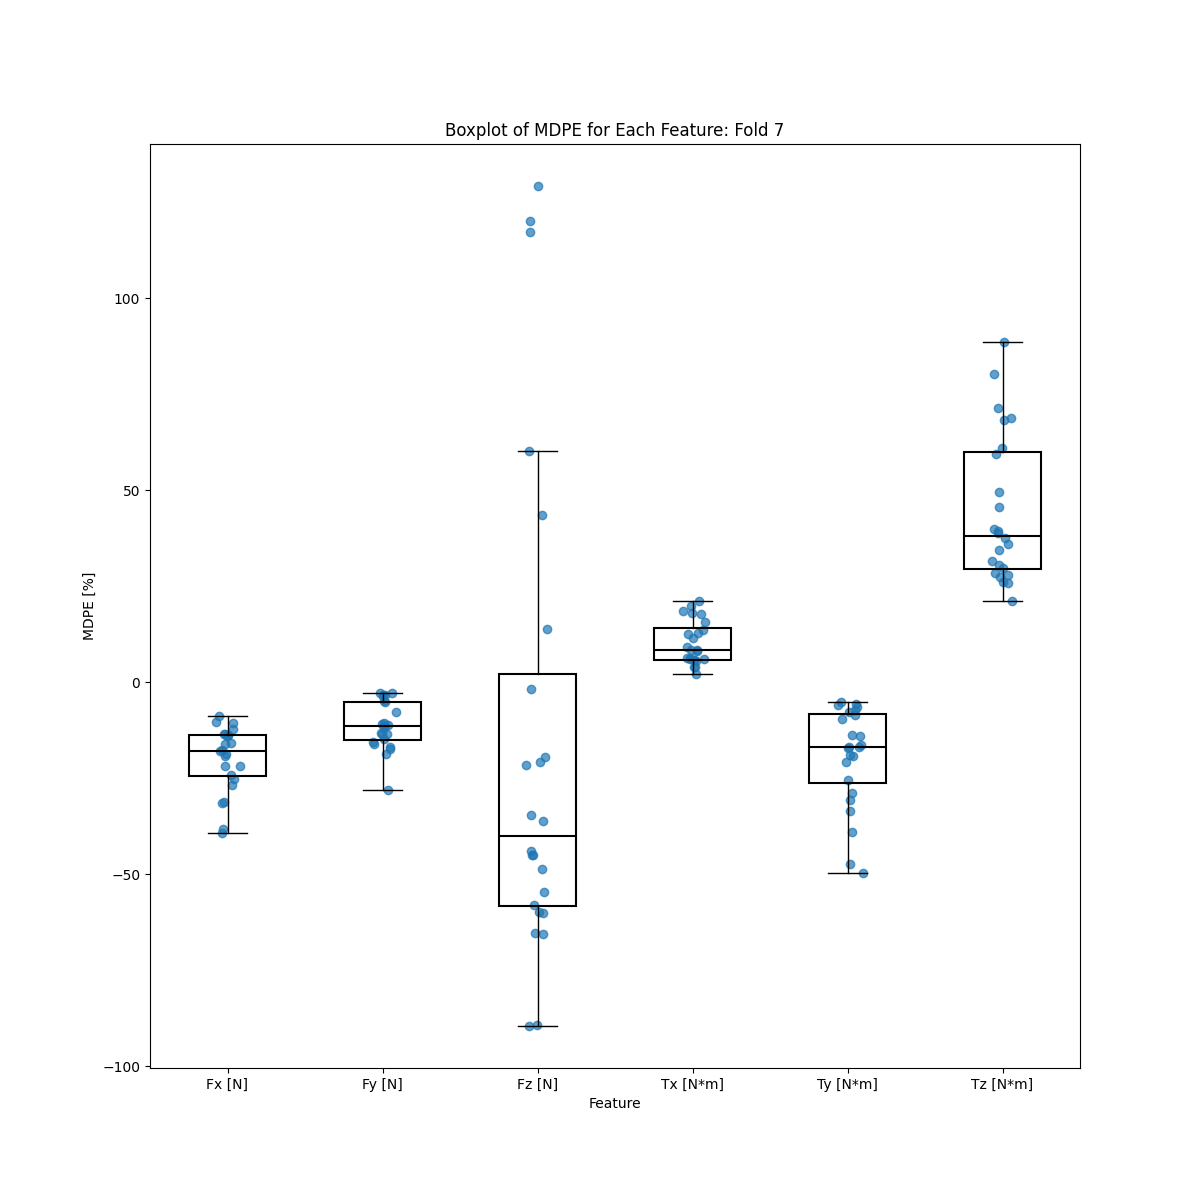 Boxplot of MDPE for Each Feature: Fold 7
100
50
0
−50
−100
MDPE [%]
Fx [N]
Fy [N]
Fz [N]
Tx [N*m]
Ty [N*m]
Tz [N*m]
Feature